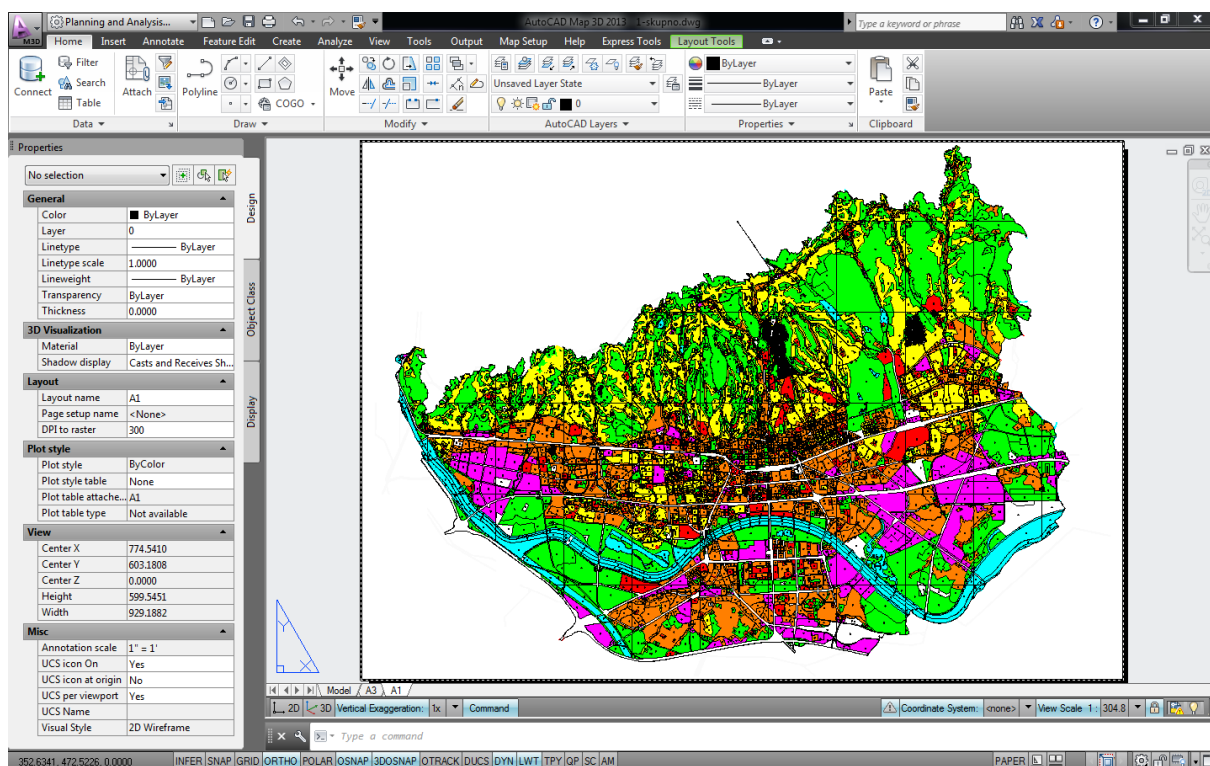 Planning and Analysis...
AutoCAD Map 3D 2013 1-skupno.dwg
Type a keyword or phrase
M3D
Home Insert Annotate Feature Edit Create Analyze View Tools Output Map Setup Help Express Tools Layout Tools
Connect
Filter
Search
Table
Attach
Polyline
COGO
Move
Unsaved Layer State
0
ByLayer
ByLayer
ByLayer
Paste
Data Draw Modify AutoCAD Layers Properties Clipboard
Properties
No selection
General
Color ByLayer
Layer 0
Linetype ByLayer
Linetype scale 1.0000
Lineweight ByLayer
Transparency ByLayer
Thickness 0.0000
3D Visualization
Material ByLayer
Shadow display Casts and Receives Sh...
Layout
Layout name A1
Page setup name <None>
DPI to raster 300
Plot style
Plot style ByColor
Plot style table None
Plot table attache... A1
Plot table type Not available
View
Center X 774.5410
Center Y 603.1808
Center Z 0.0000
Height 599.5451
Width 929.1882
Misc
Annotation scale 1" = 1'
UCS icon On Yes
UCS icon at origin No
UCS per viewport Yes
UCS Name
Visual Style 2D Wireframe
Design
Object Class
Display
Y
X
Model A3 A1
2D 3D Vertical Exaggeration: 1x Command
Coordinate System: <none> View Scale 1 : 304.8
Type a command
352.6341, 472.5226, 0.0000
INFER SNAP GRID ORTHO POLAR OSNAP 3DOSNAP OTRACK DUCS DYN LWT TPY QP SC AM
PAPER